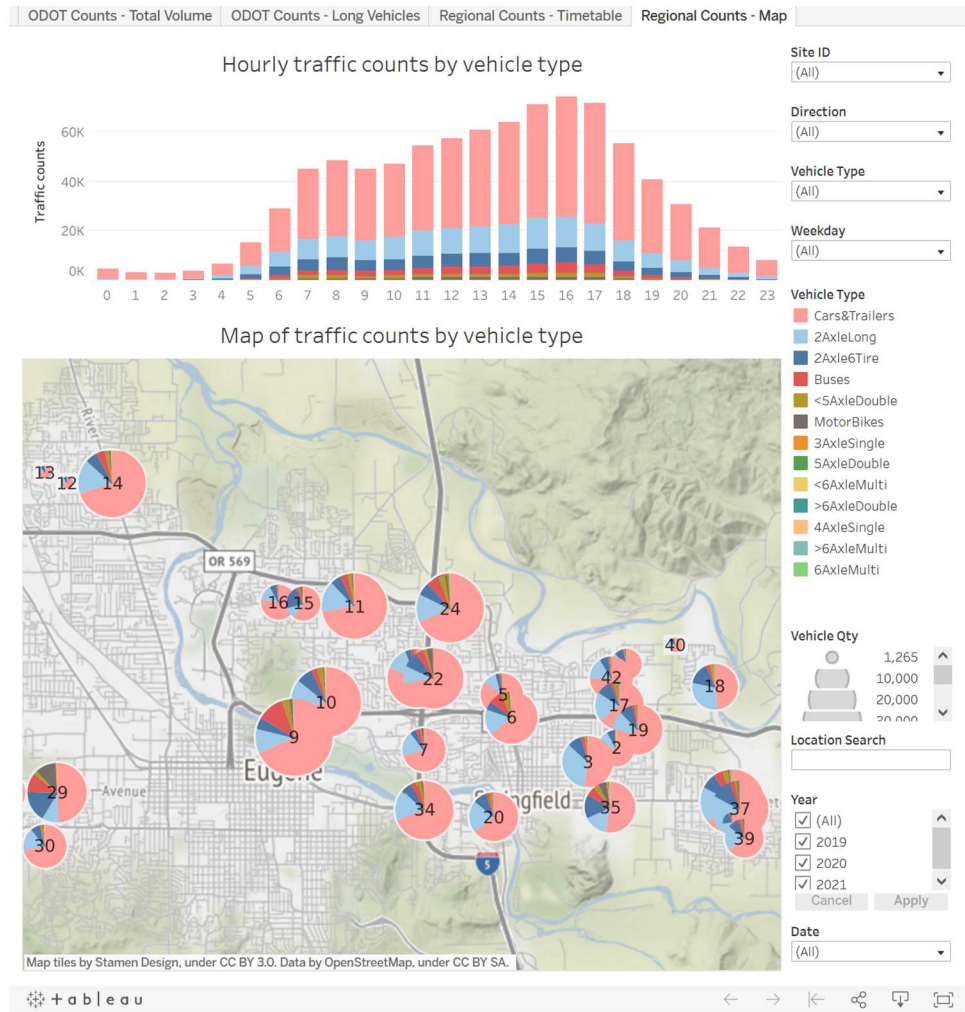 ODOT Counts - Total Volume
ODOT Counts - Long Vehicles
Regional Counts - Timetable
Regional Counts - Map
Hourly traffic counts by vehicle type
Traffic counts
60K
40K
20K
0K
0 1 2 3 4 5 6 7 8 9 10 11 12 13 14 15 16 17 18 19 20 21 22 23
Map of traffic counts by vehicle type
River
13
12
14
OR 569
16
15
11
24
40
22
42
18
5
10
17
6
19
9
7
2
3
Eugene
29
Avenue
34
Springfield
20
35
37
39
30
5
Map tiles by Stamen Design, under CC BY 3.0. Data by OpenStreetMap, under CC BY SA.
Site ID
(All)
Direction
(All)
Vehicle Type
(All)
Weekday
(All)
Vehicle Type
Cars&Trailers
2AxleLong
2Axle6Tire
Buses
<5AxleDouble
MotorBikes
3AxleSingle
5AxleDouble
<6AxleMulti
>6AxleDouble
4AxleSingle
>6AxleMulti
6AxleMulti
Vehicle Qty
1,265
10,000
20,000
Location Search
Year
(All)
2019
2020
2021
Cancel
Apply
Date
(All)
+ableau